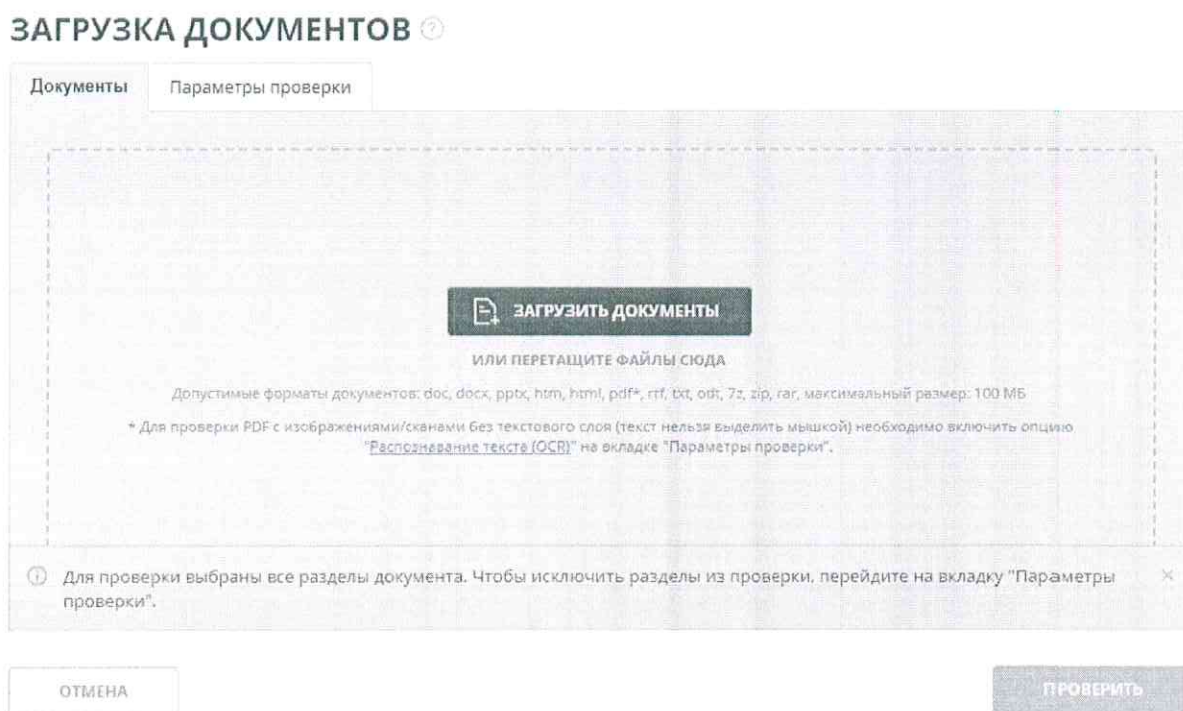 ЗАГРУЗКА ДОКУМЕНТОВ ?
Документы Параметры проверки
ЗАГРУЗИТЬ ДОКУМЕНТЫ
ИЛИ ПЕРЕТАЩИТЕ ФАЙЛЫ СЮДА
Допустимые форматы документов: doc, docx, pptx, htm, html, pdf*, rtf, txt, odt, 7z, zip, rar, максимальный размер: 100 МБ
* Для проверки PDF с изображениями/сканами без текстового слоя (текст нельзя выделить мышкой) необходимо включить опцию
"Распознавание текста (OCR)" на вкладке "Параметры проверки".
Для проверки выбраны все разделы документа. Чтобы исключить разделы из проверки, перейдите на вкладку "Параметры
проверки".
ОТМЕНА ПРОВЕРИТЬ